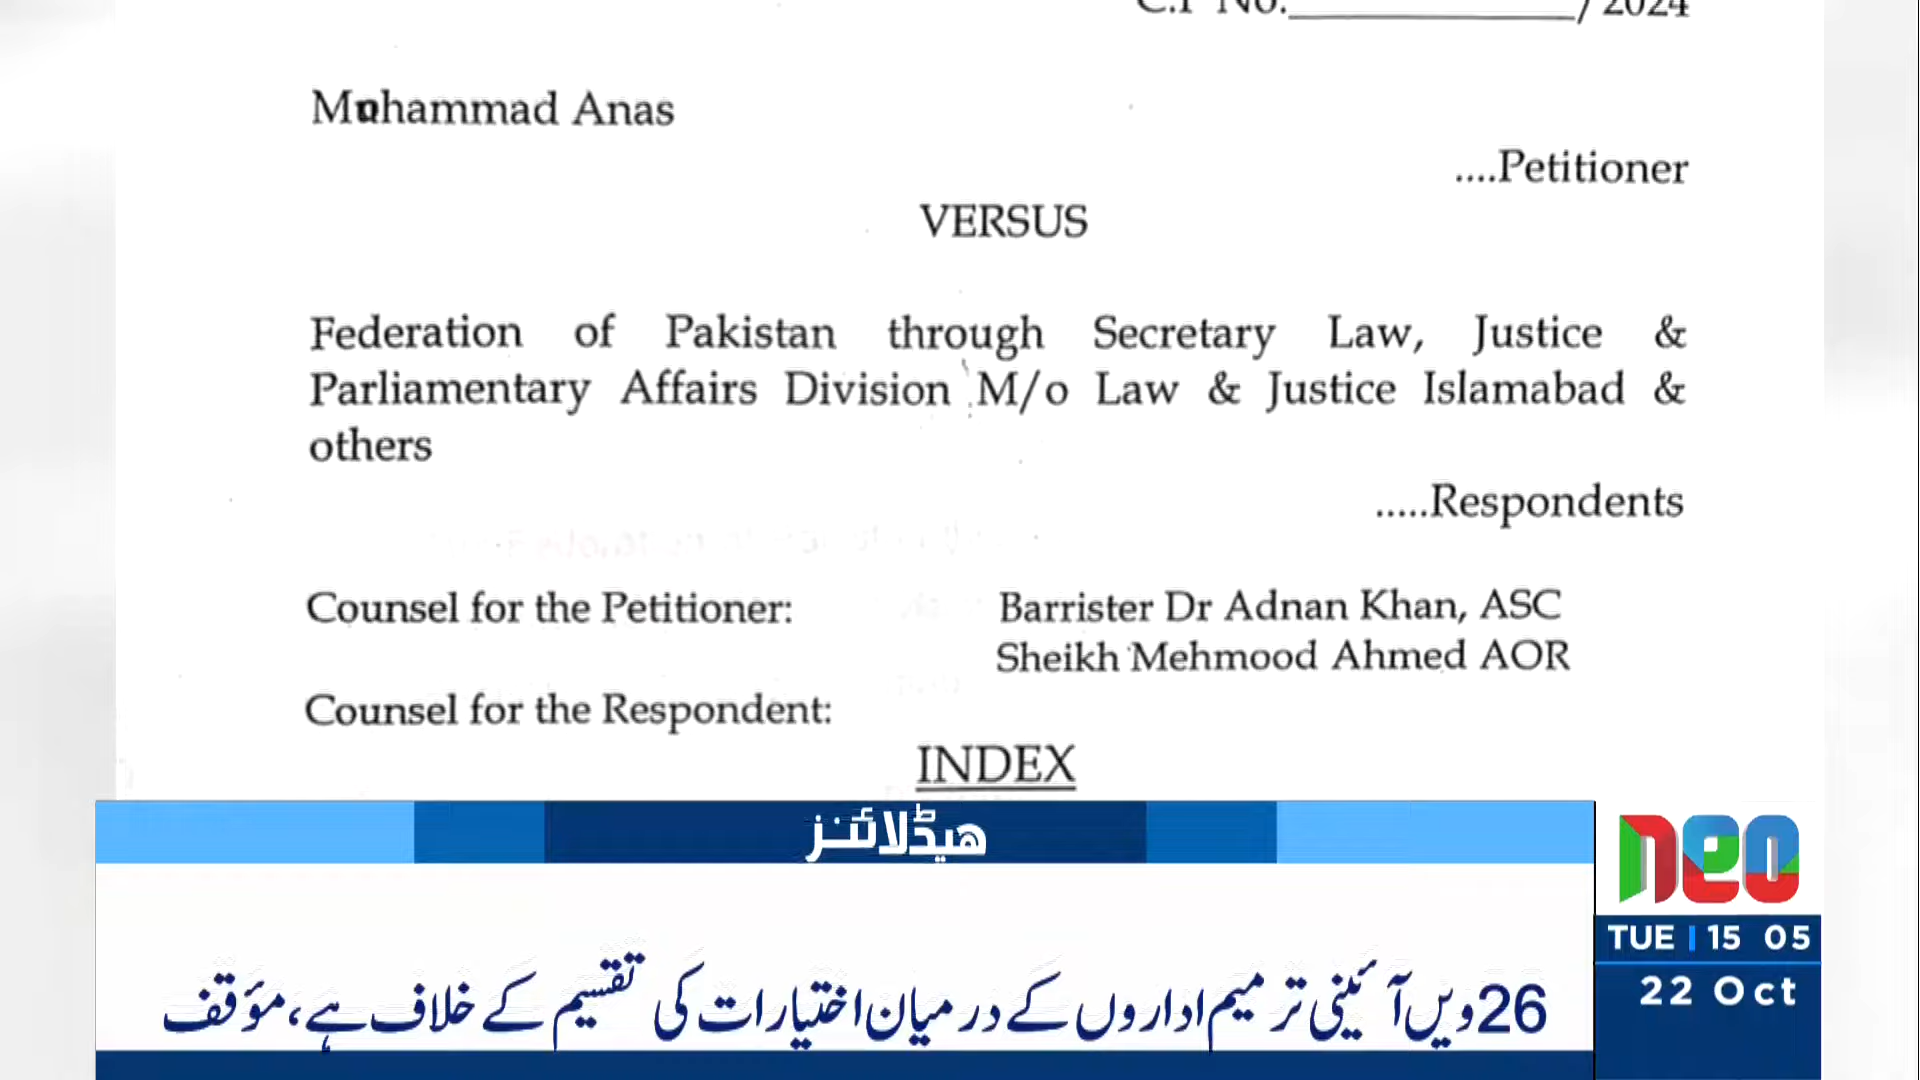 C.P No.____________/2024
Muhammad Anas
....Petitioner
VERSUS
Federation of Pakistan through Secretary Law, Justice &
Parliamentary Affairs Division M/o Law & Justice Islamabad &
others
.....Respondents
Counsel for the Petitioner: Barrister Dr Adnan Khan, ASC
Sheikh Mehmood Ahmed AOR
Counsel for the Respondent:
INDEX
ہیڈلائنز
neo
TUE | 15 05
22 Oct
26ویں آئینی ترمیم اداروں کے درمیان اختیارات کی تقسیم کے خلاف ہے، مؤقف